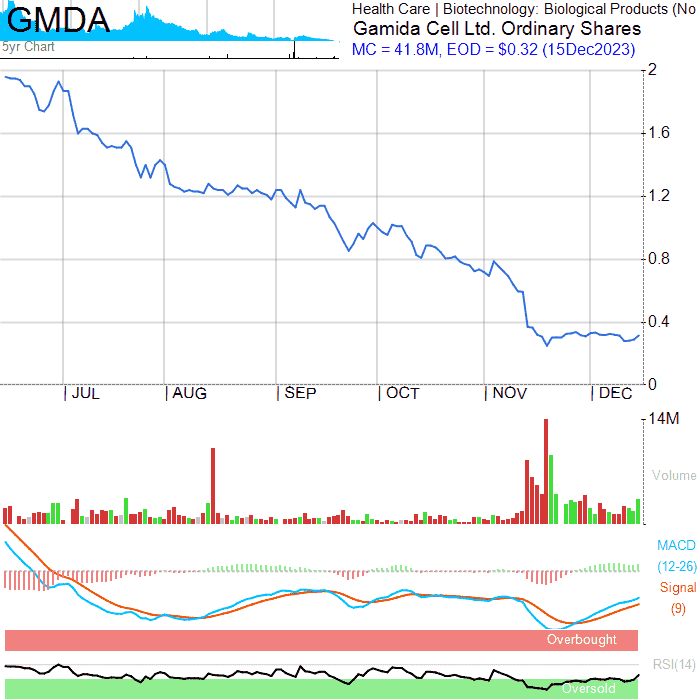 GMDA
5yr Chart
Health Care | Biotechnology: Biological Products (No
Gamida Cell Ltd. Ordinary Shares
MC = 41.8M, EOD = $0.32 (15Dec2023)
2
1.6
1.2
0.8
0.4
0
JUL AUG SEP OCT NOV DEC
14M
Volume
MACD
(12-26)
Signal
(9)
Overbought
RSI(14)
Oversold